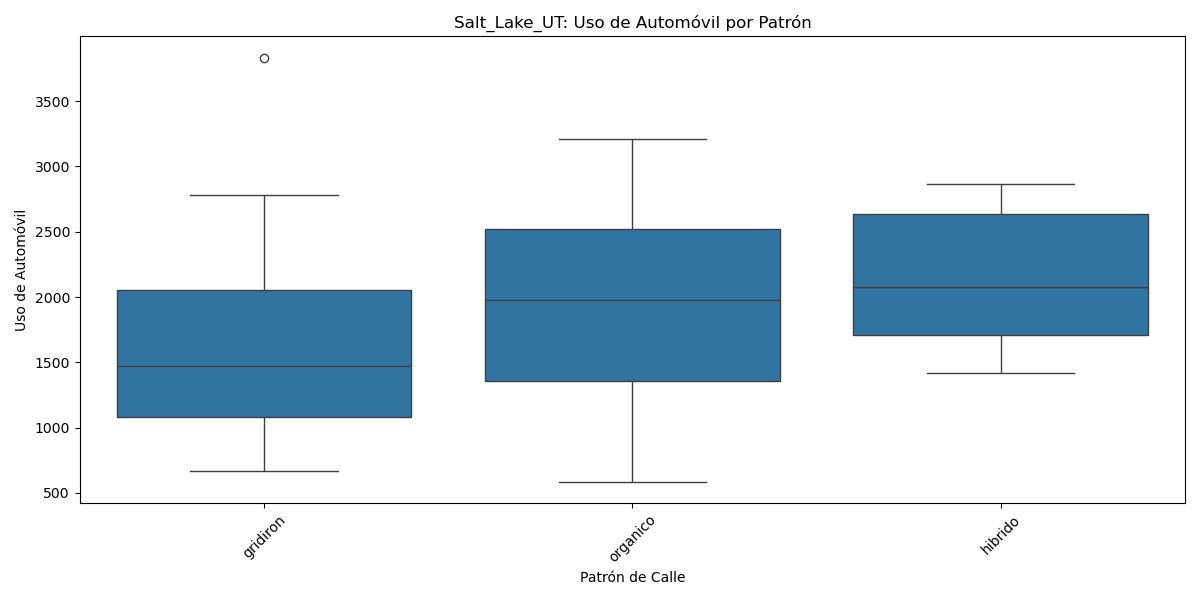 Salt_Lake_UT: Uso de Automóvil por Patrón
Uso de Automóvil
3500
3000
2500
2000
1500
1000
500
gridiron
organico
hibrido
Patrón de Calle